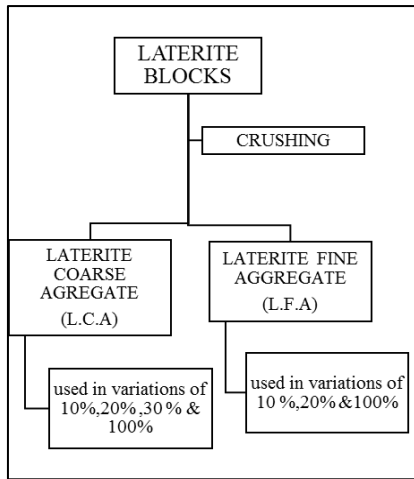 LATERITE
BLOCKS
CRUSHING
LATERITE
COARSE
AGREGATE
(L.C.A)
LATERITE FINE
AGGREGATE
(L.F.A)
used in variations of
10%,20% ,30 % &
100%
used in variations of
10 %,20% &100%